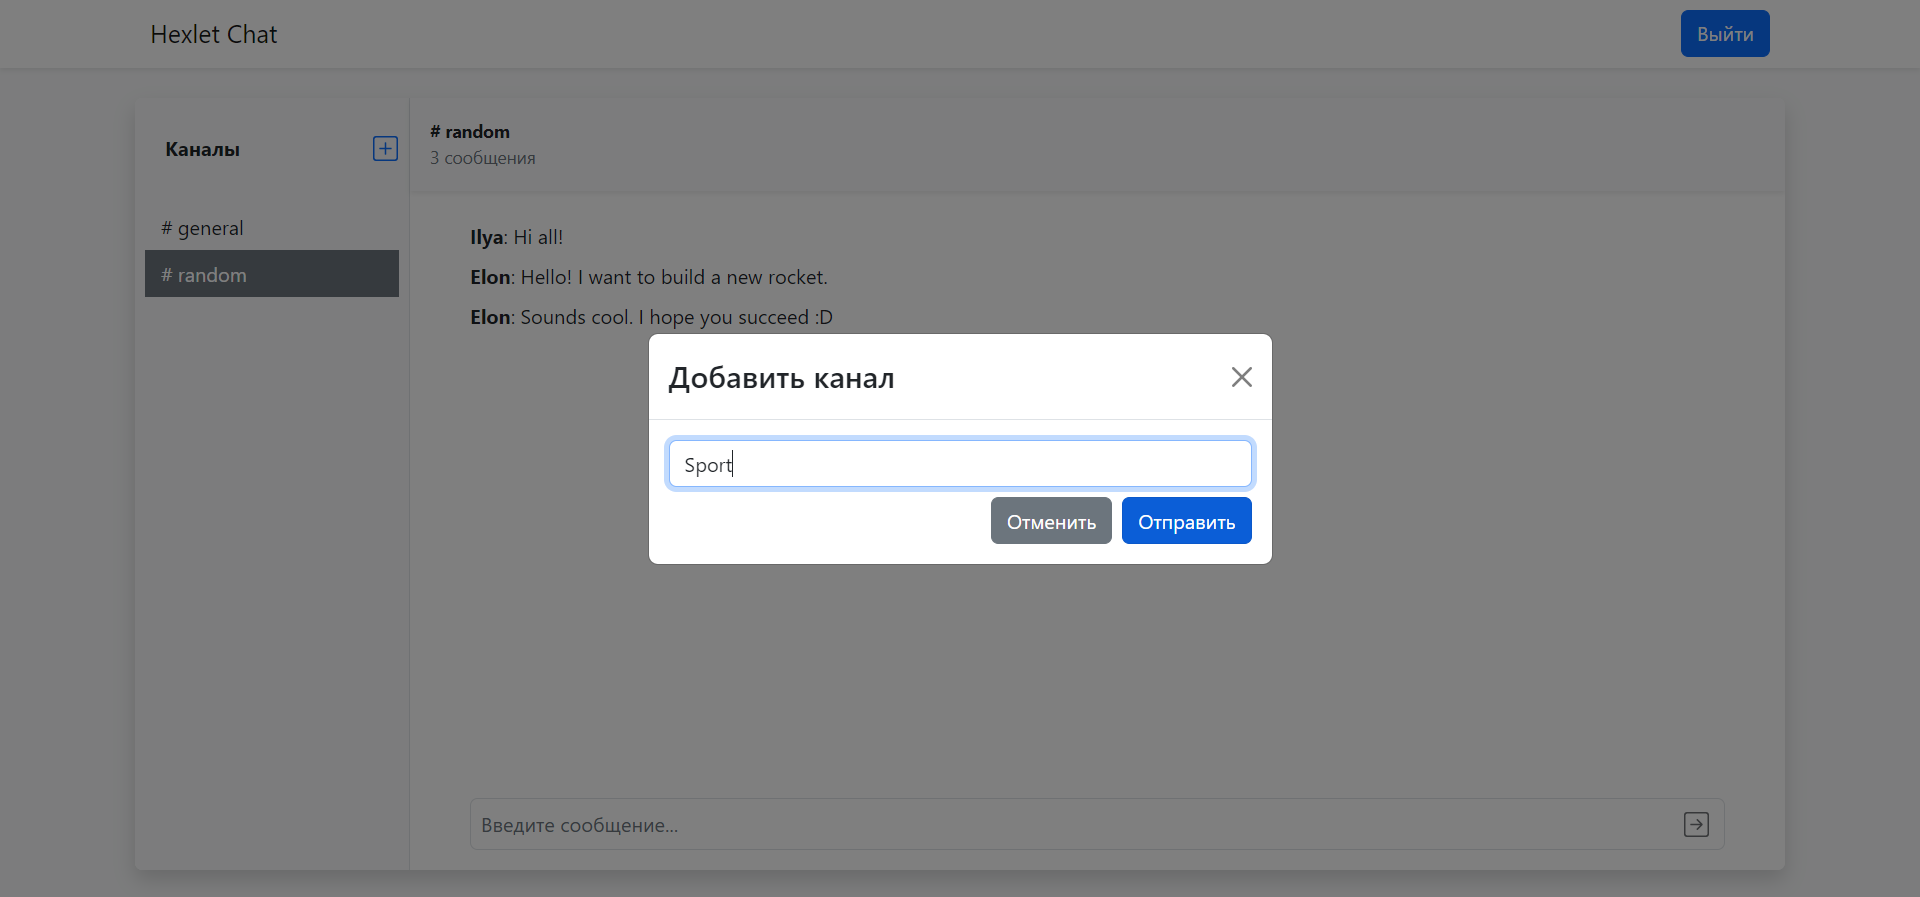 Hexlet Chat
Выйти
Каналы
# general
# random
# random
3 сообщения
Ilya: Hi all!
Elon: Hello! I want to build a new rocket.
Elon: Sounds cool. I hope you succeed :D
Добавить канал
Sport
Отменить Отправить
Введите сообщение...